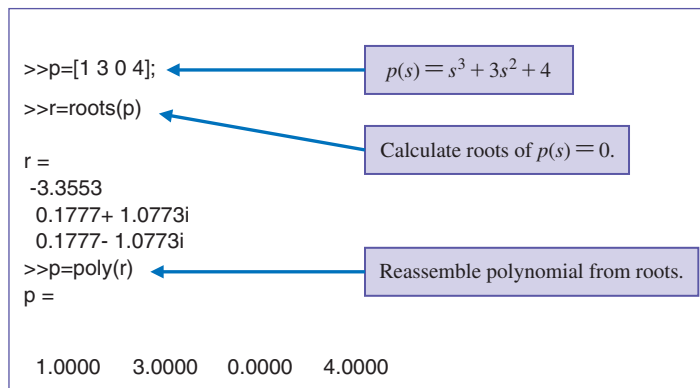 >>p=[1 3 0 4];
p(s) = s³ + 3s² + 4
>>r=roots(p)
Calculate roots of p(s) = 0.
r =
-3.3553
0.1777+ 1.0773i
0.1777- 1.0773i
>>p=poly(r)
Reassemble polynomial from roots.
p =
1.0000 3.0000 0.0000 4.0000